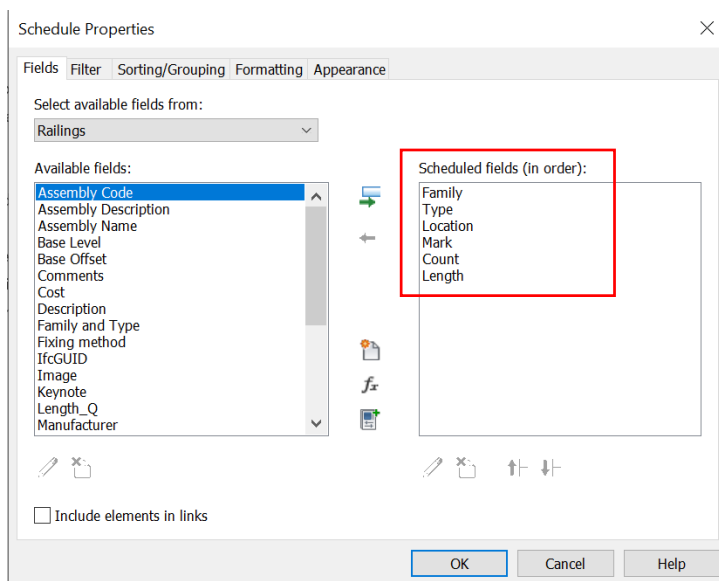 Schedule Properties
Fields Filter Sorting/Grouping Formatting Appearance
Select available fields from:
Railings
Available fields:
Assembly Code
Assembly Description
Assembly Name
Base Level
Base Offset
Comments
Cost
Description
Family and Type
Fixing method
IfcGUID
Image
Keynote
Length_Q
Manufacturer
Scheduled fields (in order):
Family
Type
Location
Mark
Count
Length
fx
Include elements in links
OK Cancel Help